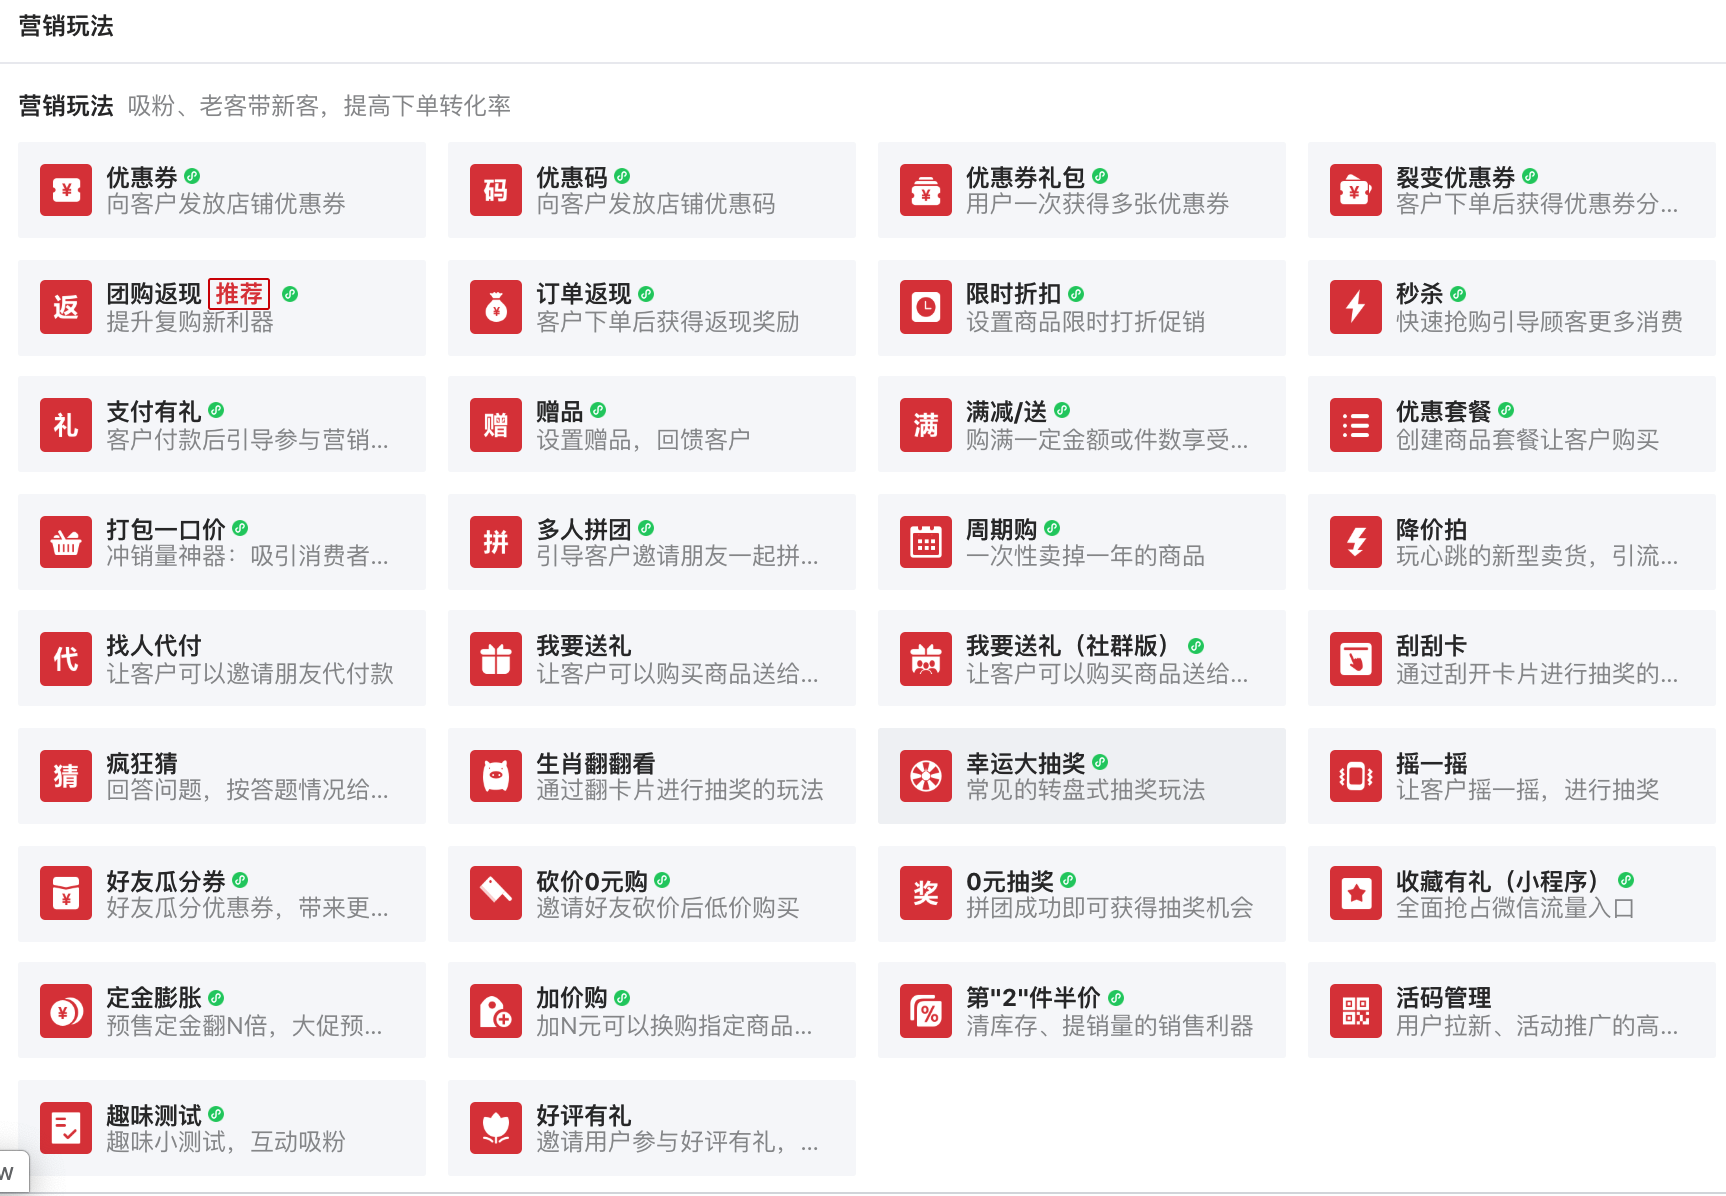 营销玩法
营销玩法 吸粉、老客带新客，提高下单转化率
¥ 优惠券
向客户发放店铺优惠券
码 优惠码
向客户发放店铺优惠码
¥ 优惠券礼包
用户一次获得多张优惠券
¥ 裂变优惠券
客户下单后获得优惠券分...
返 团购返现 推荐
提升复购新利器
¥ 订单返现
客户下单后获得返现奖励
限时折扣
设置商品限时打折促销
秒杀
快速抢购引导顾客更多消费
礼 支付有礼
客户付款后引导参与营销...
赠 赠品
设置赠品，回馈客户
满 满减/送
购满一定金额或件数享受...
优惠套餐
创建商品套餐让客户购买
打包一口价
冲销量神器：吸引消费者...
拼 多人拼团
引导客户邀请朋友一起拼...
周期购
一次性卖掉一年的商品
降价拍
玩心跳的新型卖货，引流...
代 找人代付
让客户可以邀请朋友代付款
我要送礼
让客户可以购买商品送给...
我要送礼（社群版）
让客户可以购买商品送给...
刮刮卡
通过刮开卡片进行抽奖的...
猜 疯狂猜
回答问题，按答题情况给...
生肖翻翻看
通过翻卡片进行抽奖的玩法
幸运大抽奖
常见的转盘式抽奖玩法
摇一摇
让客户摇一摇，进行抽奖
¥ 好友瓜分券
好友瓜分优惠券，带来更...
砍价0元购
邀请好友砍价后低价购买
奖 0元抽奖
拼团成功即可获得抽奖机会
收藏有礼（小程序）
全面抢占微信流量入口
¥ 定金膨胀
预售定金翻N倍，大促预...
加价购
加N元可以换购指定商品...
% 第"2"件半价
清库存、提销量的销售利器
活码管理
用户拉新、活动推广的高...
趣味测试
趣味小测试，互动吸粉
好评有礼
邀请用户参与好评有礼，...
w